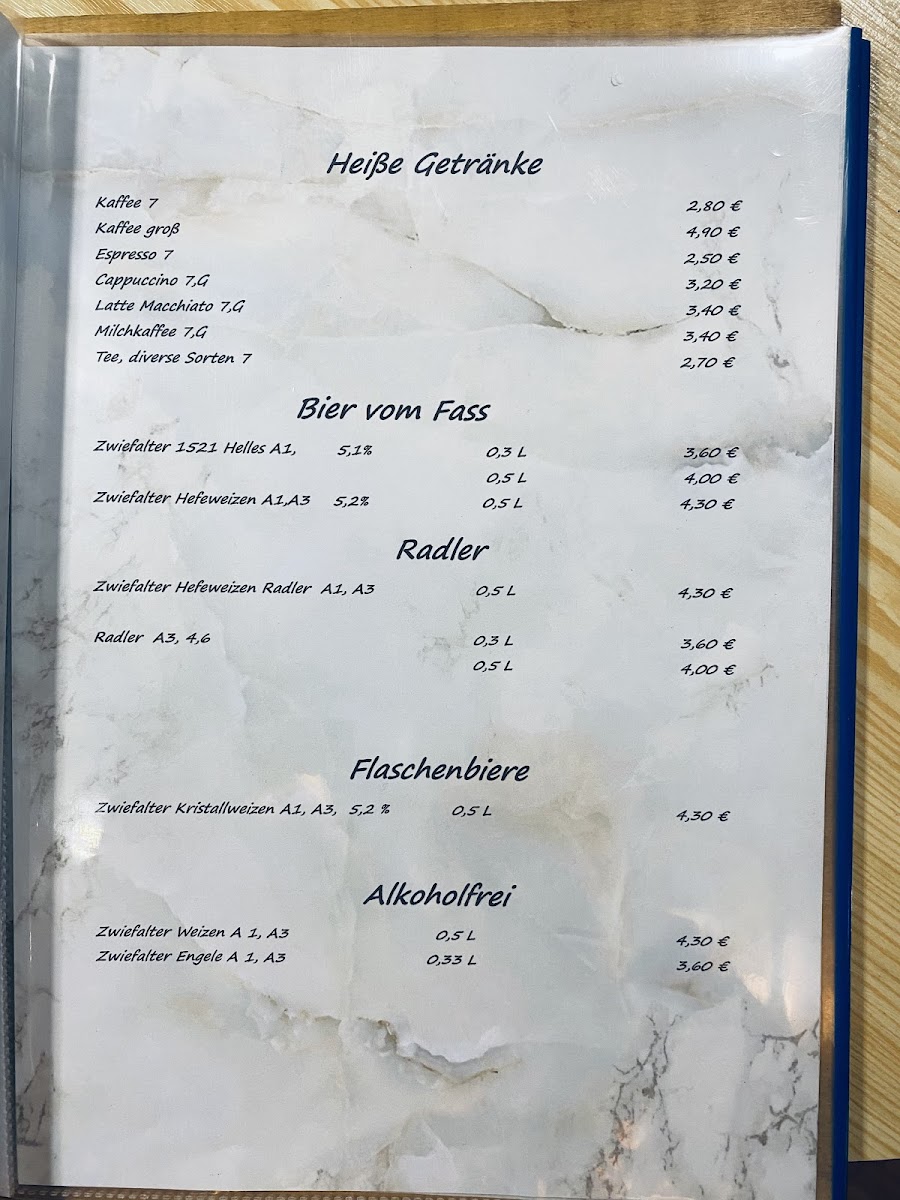 Heiße Getränke
Kaffee 7 2,80 €
Kaffee groß 4,90 €
Espresso 7 2,50 €
Cappuccino 7,G 3,20 €
Latte Macchiato 7,G 3,40 €
Milchkaffee 7,G 3,40 €
Tee, diverse Sorten 7 2,70 €
Bier vom Fass
Zwiefalter 1521 Helles A1, 5,1% 0,3 L 3,60 €
0,5 L 4,00 €
Zwiefalter Hefeweizen A1,A3 5,2% 0,5 L 4,30 €
Radler
Zwiefalter Hefeweizen Radler A1, A3 0,5 L 4,30 €
Radler A3, 4,6 0,3 L 3,60 €
0,5 L 4,00 €
Flaschenbiere
Zwiefalter Kristallweizen A1, A3, 5,2 % 0,5 L 4,30 €
Alkoholfrei
Zwiefalter Weizen A 1, A3 0,5 L 4,30 €
Zwiefalter Engele A 1, A3 0,33 L 3,60 €